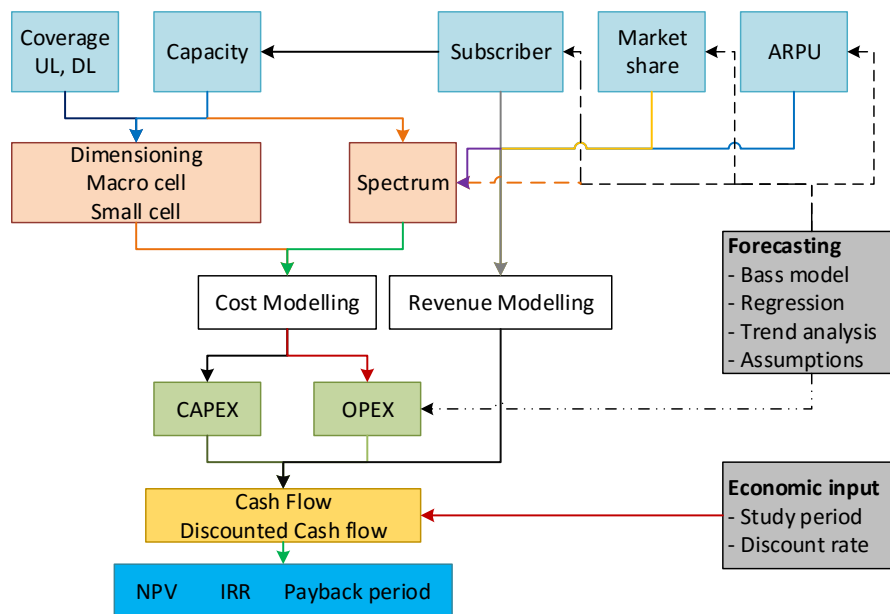 Coverage
UL, DL
Capacity
Subscriber
Market
share
ARPU
Dimensioning
Macro cell
Small cell
Spectrum
Forecasting
- Bass model
- Regression
- Trend analysis
- Assumptions
Cost Modelling
Revenue Modelling
CAPEX
OPEX
Economic input
- Study period
- Discount rate
Cash Flow
Discounted Cash flow
NPV IRR Payback period